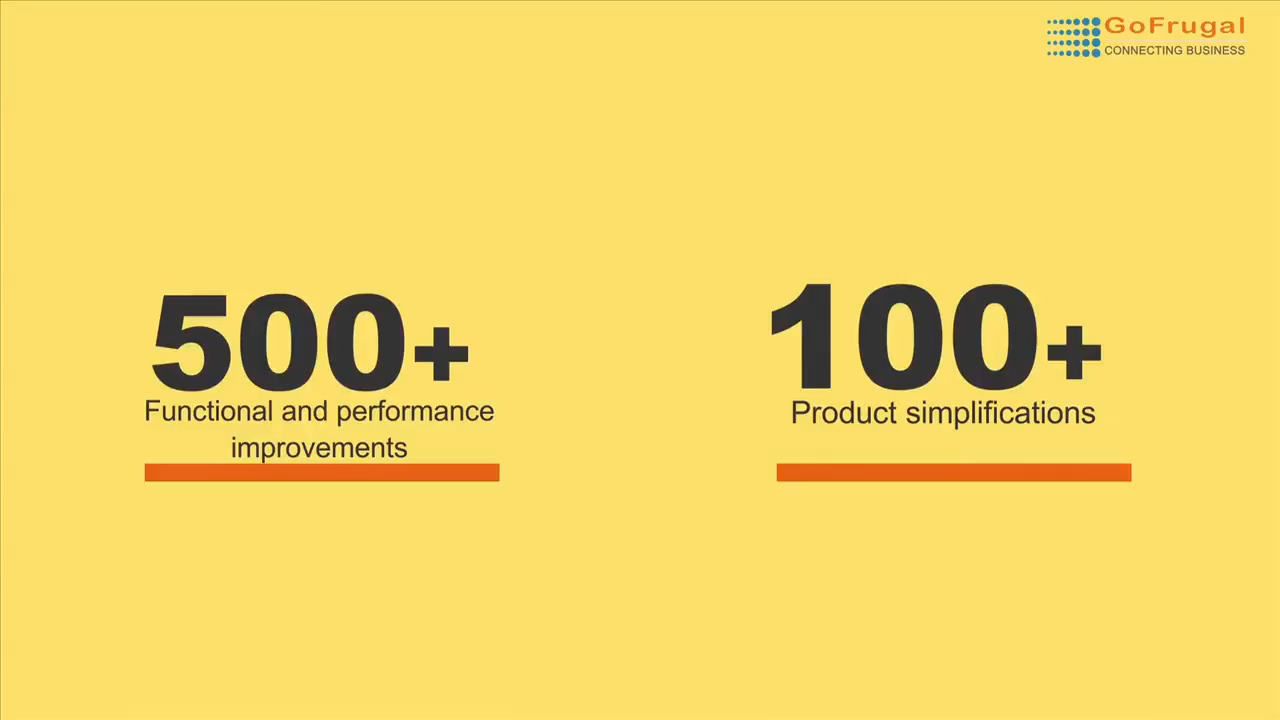 GoFrugal
CONNECTING BUSINESS
500+
Functional and performance
improvements
100+
Product simplifications